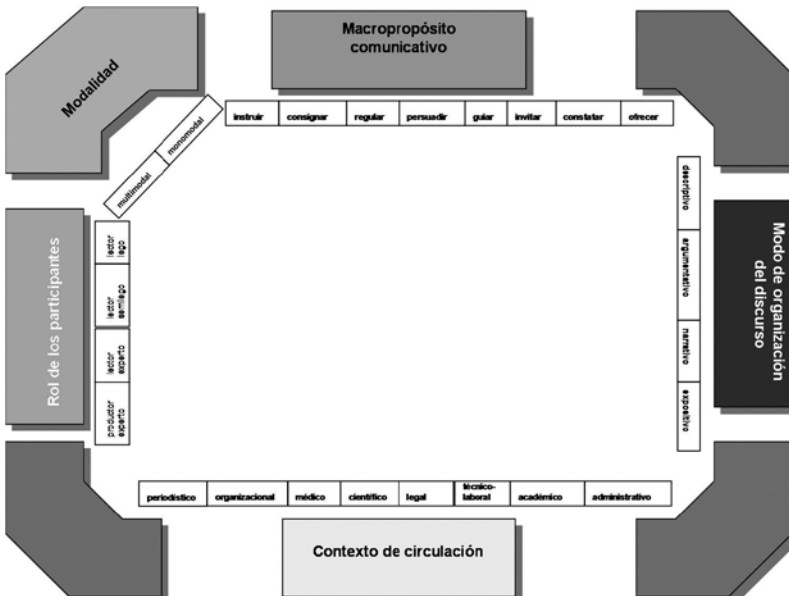 Macropropósito
comunicativo
Modalidad
monomodal
multimodal
instruir
consignar
regular
persuadir
guiar
invitar
constatar
ofrecer
Rol de los participantes
lector
lego
lector
semilego
lector
experto
productor
experto
descriptivo
argumentativo
narrativo
expositivo
Modo de organización
del discurso
periodístico
organizacional
médico
científico
legal
técnico-
laboral
académico
administrativo
Contexto de circulación